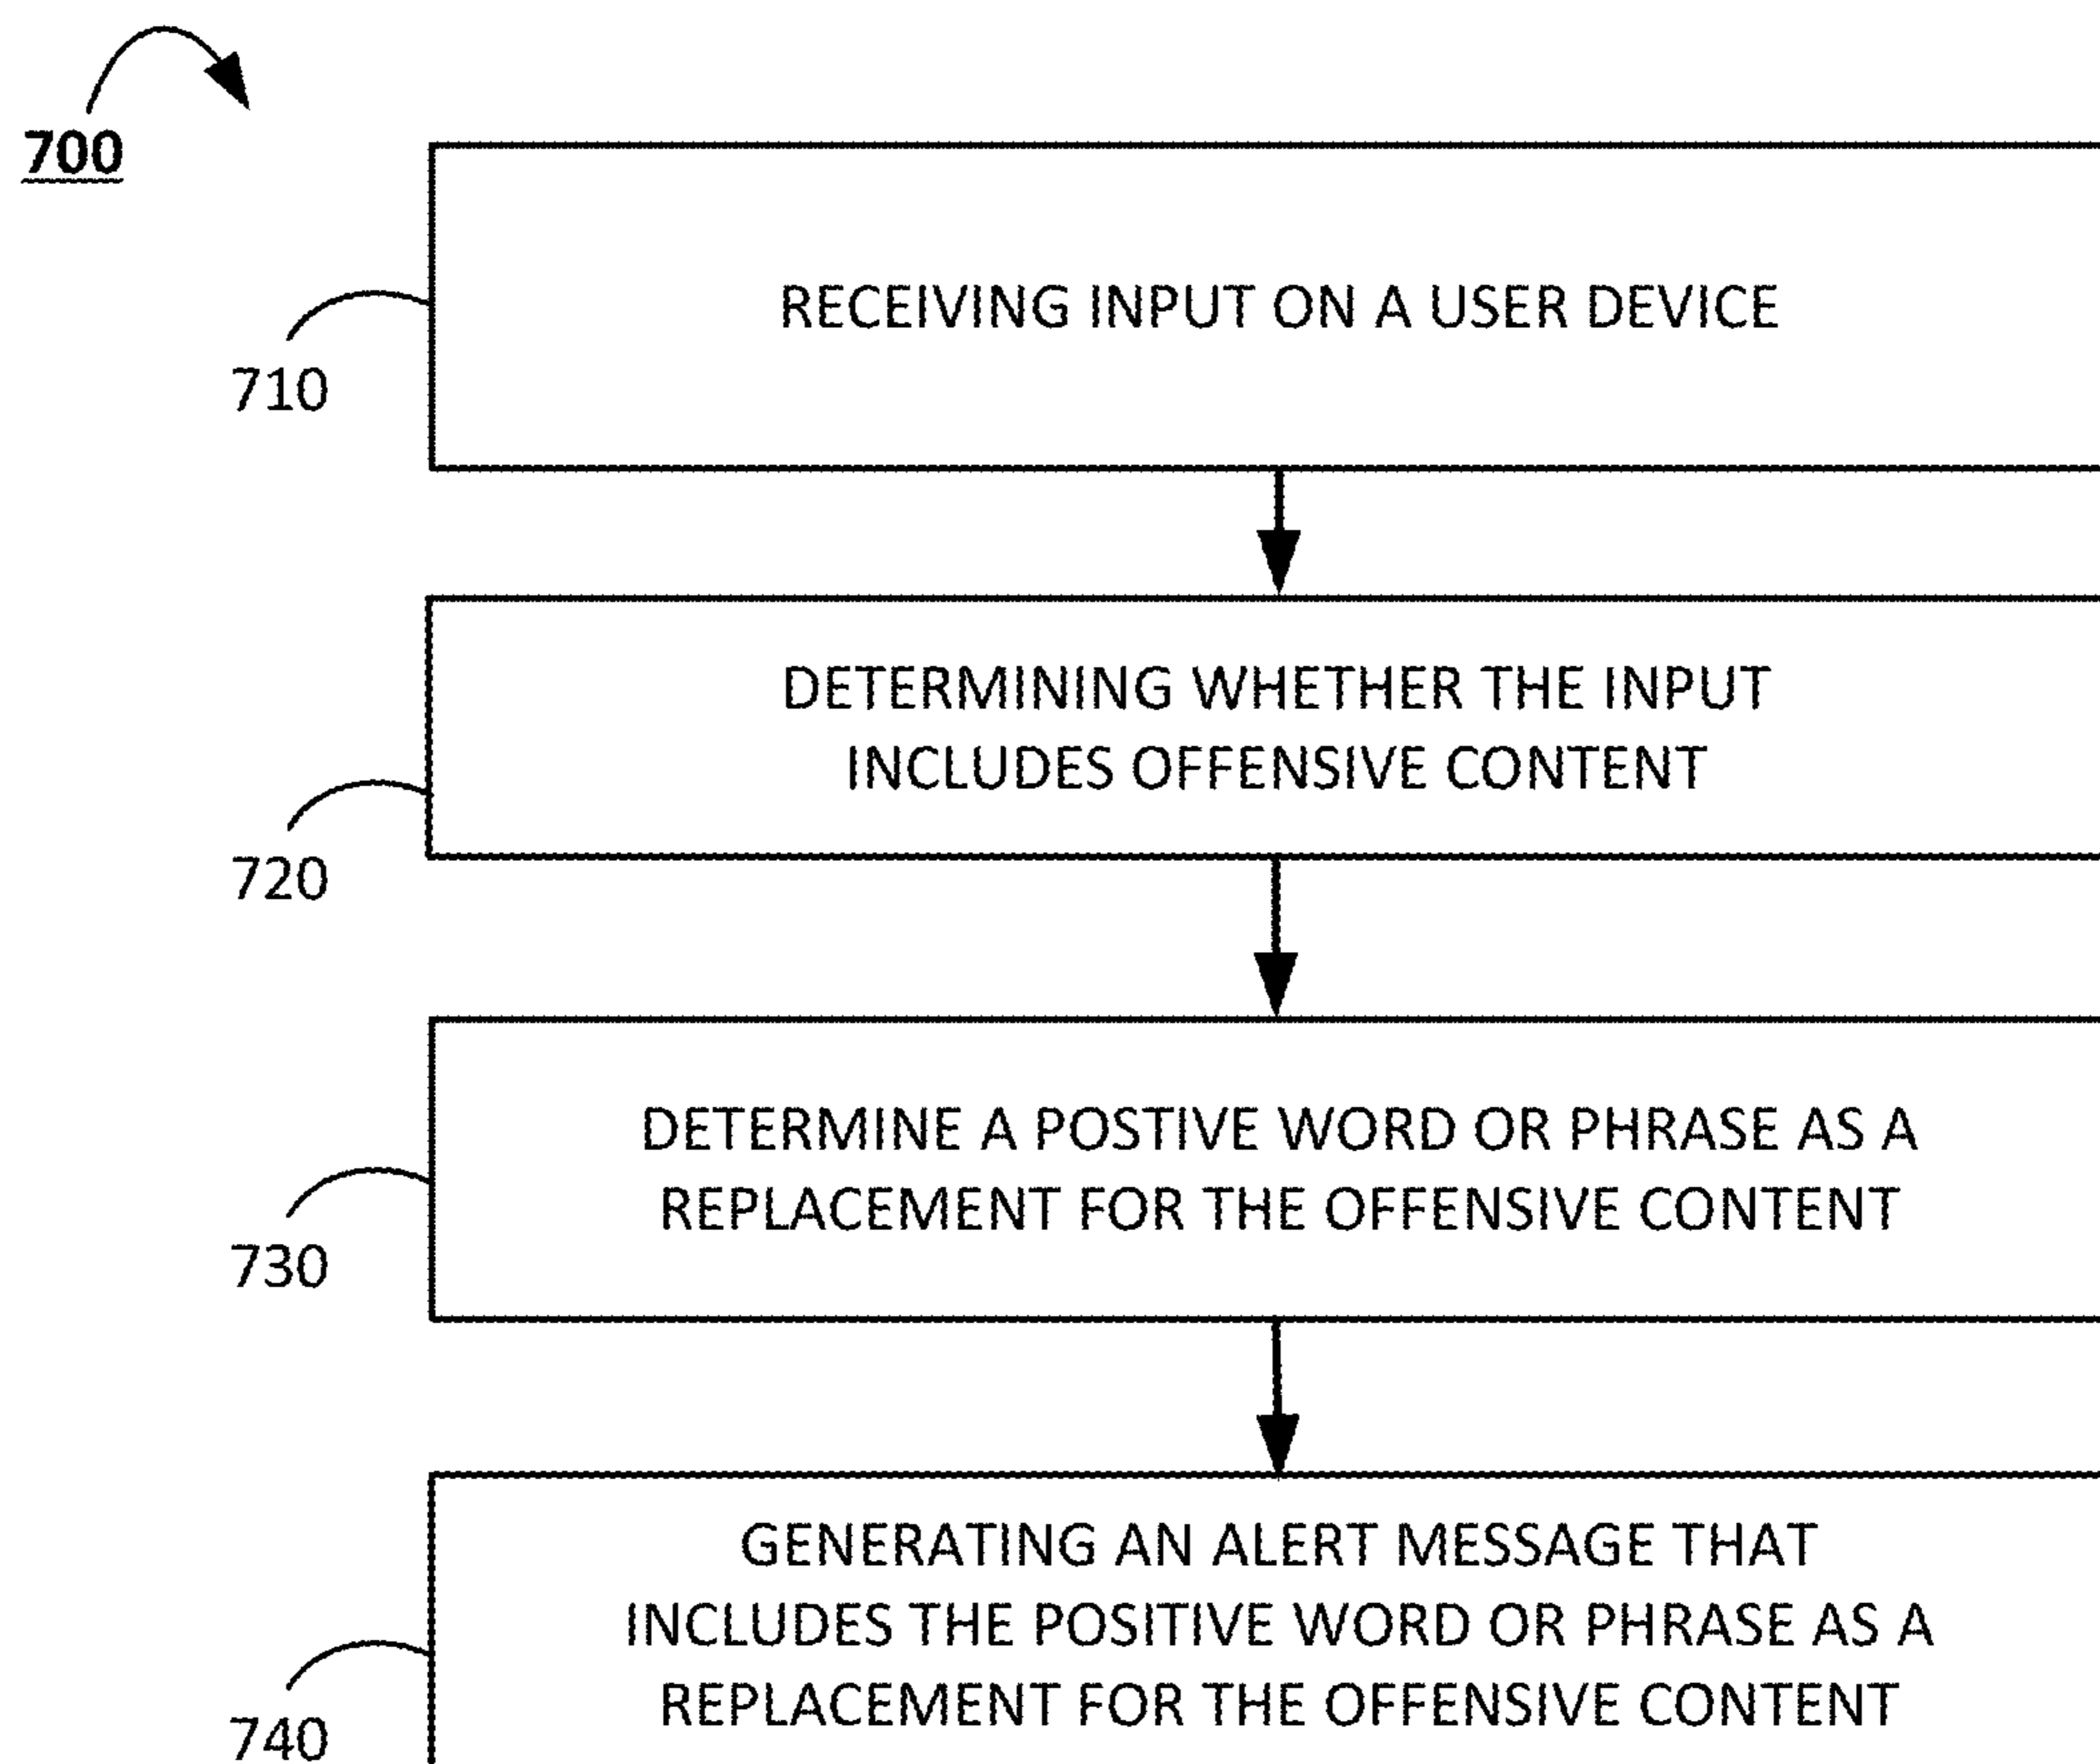 700
RECEIVING INPUT ON A USER DEVICE
710
DETERMINING WHETHER THE INPUT
INCLUDES OFFENSIVE CONTENT
720
DETERMINE A POSTIVE WORD OR PHRASE AS A
REPLACEMENT FOR THE OFFENSIVE CONTENT
730
GENERATING AN ALERT MESSAGE THAT
INCLUDES THE POSITIVE WORD OR PHRASE AS A
REPLACEMENT FOR THE OFFENSIVE CONTENT
740